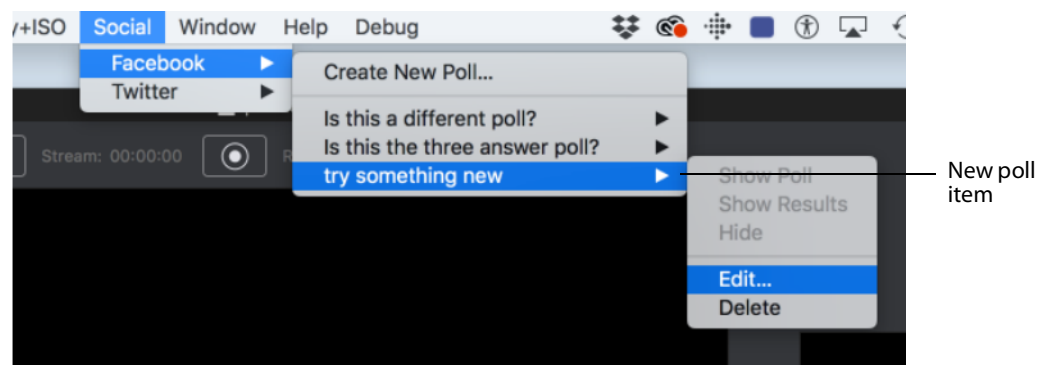 y+ISO Social Window Help Debug
Facebook
Twitter
Create New Poll...
Is this a different poll?
Is this the three answer poll?
try something new
Stream: 00:00:00
R
Show Poll
Show Results
Hide
Edit...
Delete
New poll
item